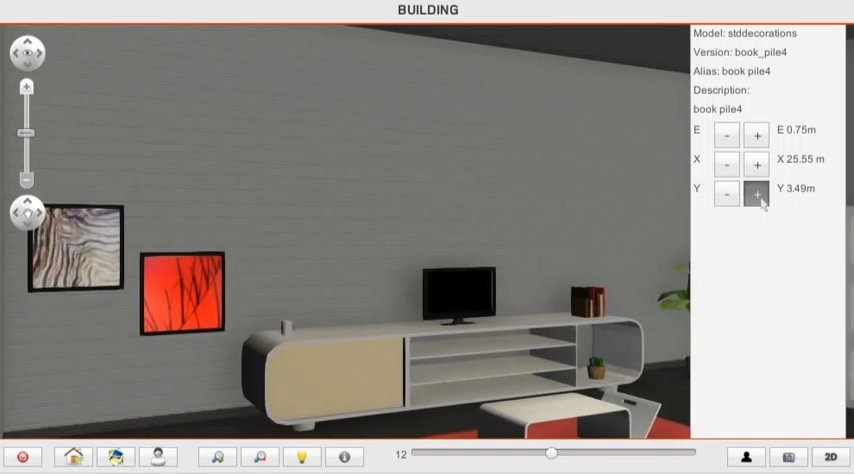 BUILDING
Model: stddecorations
Version: book_pile4
Alias: book pile4
Description:
book pile4
E - + E 0.75m
X - + X 25.55 m
Y - + Y 3.49m
12
2D